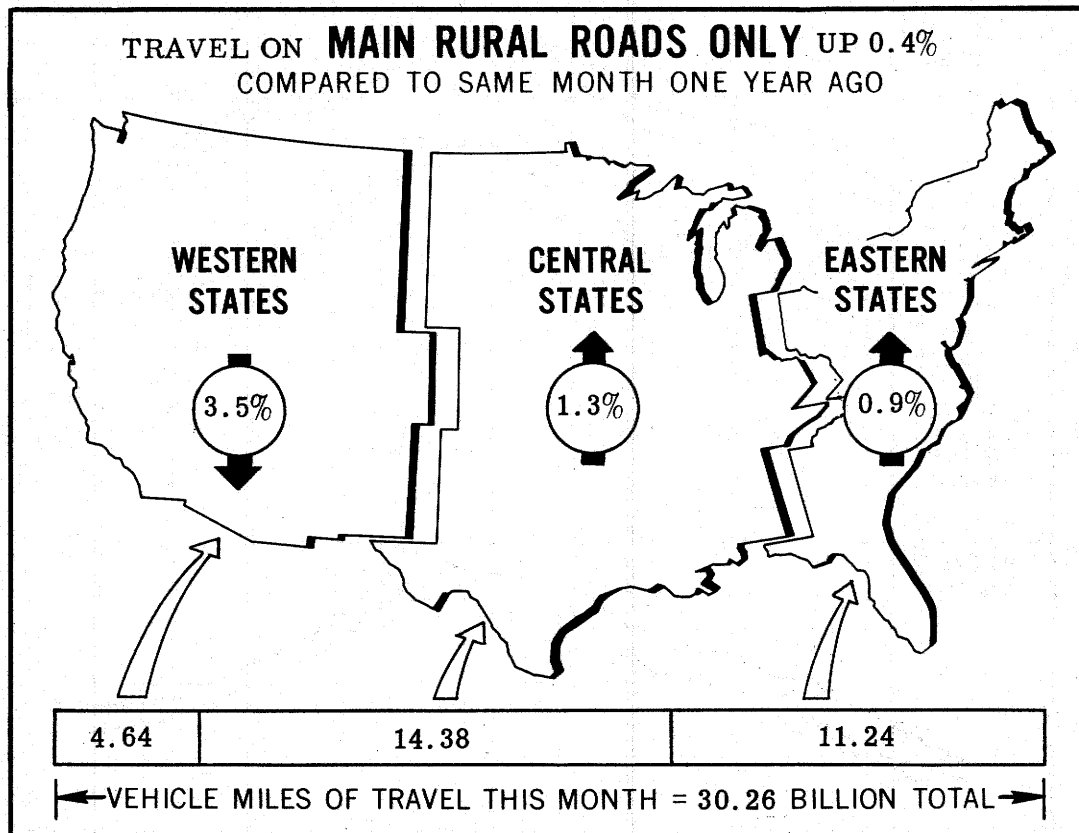 TRAVEL ON MAIN RURAL ROADS ONLY UP 0.4%
COMPARED TO SAME MONTH ONE YEAR AGO
WESTERN
STATES
3.5%
CENTRAL
STATES
1.3%
EASTERN
STATES
0.9%
4.64
14.38
11.24
VEHICLE MILES OF TRAVEL THIS MONTH = 30.26 BILLION TOTAL